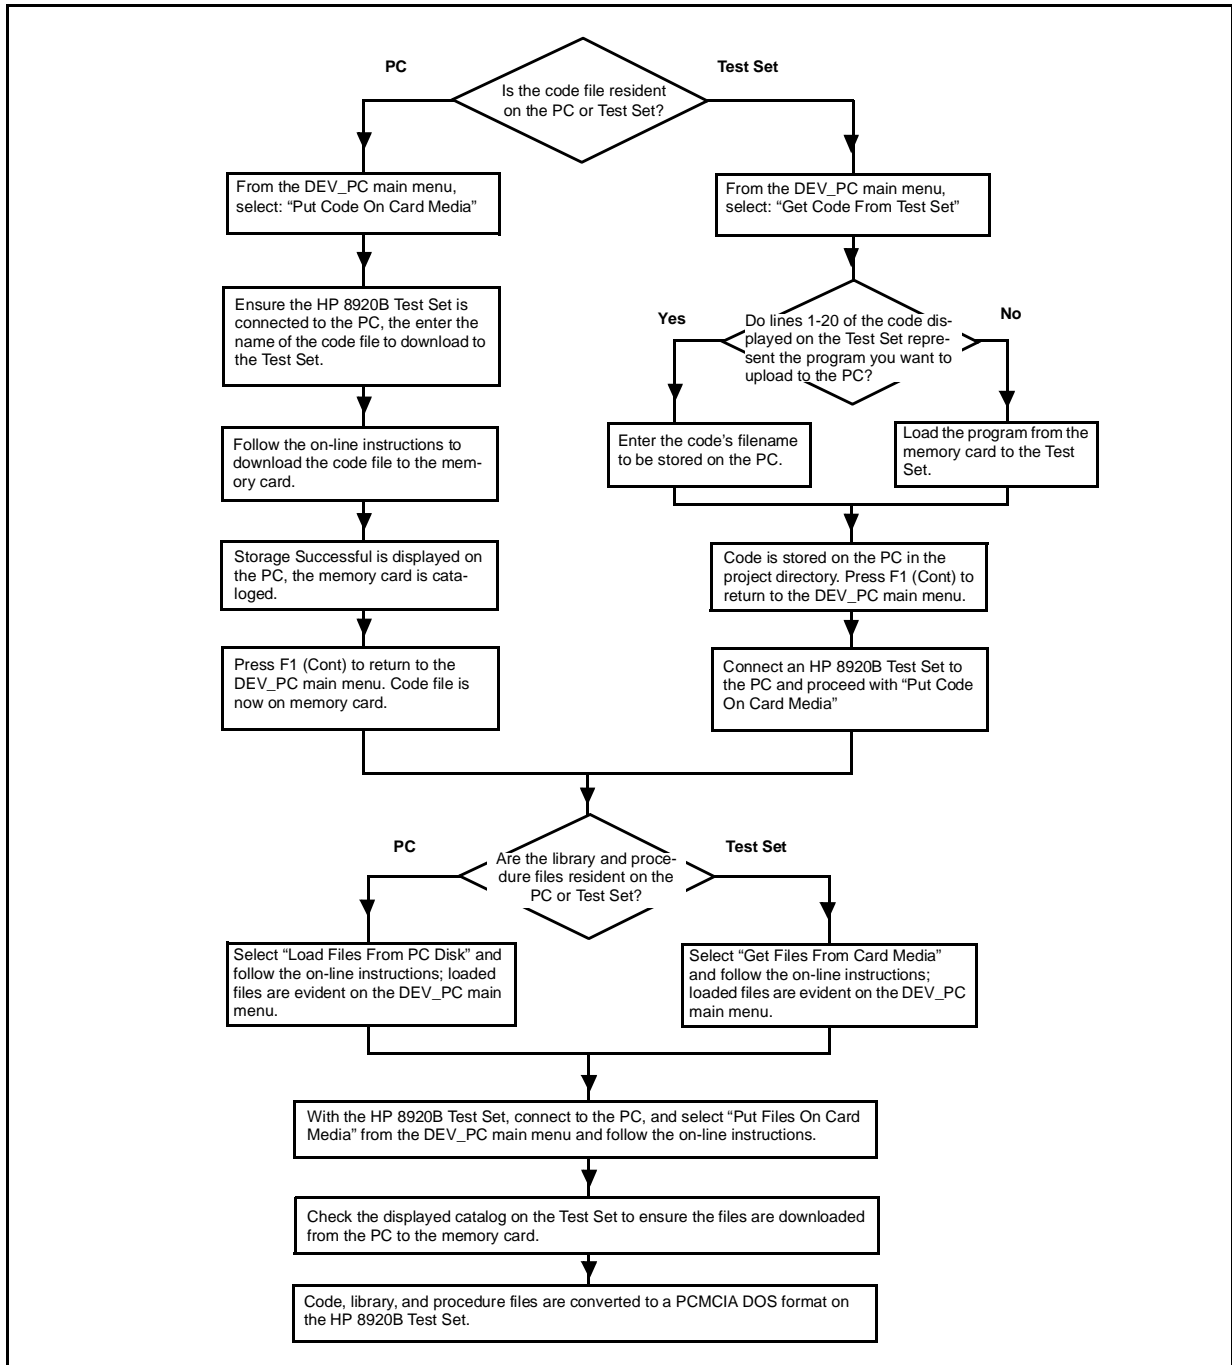 PC
Test Set
Is the code file resident
on the PC or Test Set?
From the DEV_PC main menu,
select: “Put Code On Card Media”
From the DEV_PC main menu,
select: “Get Code From Test Set”
Ensure the HP 8920B Test Set is
connected to the PC, the enter the
name of the code file to download to
the Test Set.
Yes
No
Do lines 1-20 of the code dis-
played on the Test Set repre-
sent the program you want to
upload to the PC?
Follow the on-line instructions to
download the code file to the mem-
ory card.
Enter the code’s filename
to be stored on the PC.
Load the program from the
memory card to the Test
Set.
Storage Successful is displayed on
the PC, the memory card is cata-
loged.
Code is stored on the PC in the
project directory. Press F1 (Cont) to
return to the DEV_PC main menu.
Press F1 (Cont) to return to the
DEV_PC main menu. Code file is
now on memory card.
Connect an HP 8920B Test Set to
the PC and proceed with “Put Code
On Card Media”
PC
Test Set
Are the library and proce-
dure files resident on the
PC or Test Set?
Select “Load Files From PC Disk” and
follow the on-line instructions; loaded
files are evident on the DEV_PC main
menu.
Select “Get Files From Card Media”
and follow the on-line instructions;
loaded files are evident on the DEV_PC
main menu.
With the HP 8920B Test Set, connect to the PC, and select “Put Files On Card
Media” from the DEV_PC main menu and follow the on-line instructions.
Check the displayed catalog on the Test Set to ensure the files are downloaded
from the PC to the memory card.
Code, library, and procedure files are converted to a PCMCIA DOS format on
the HP 8920B Test Set.